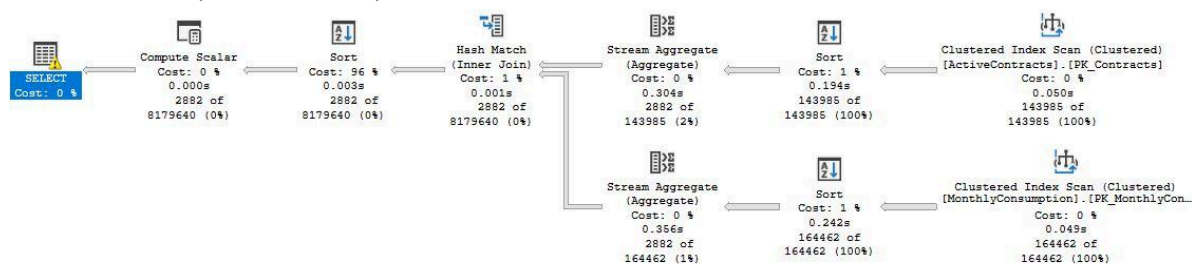 SELECT
Cost: 0 %
Compute Scalar
Cost: 0 %
0.000s
2882 of
8179640 (0%)
Sort
Cost: 96 %
0.003s
2882 of
8179640 (0%)
Hash Match
(Inner Join)
Cost: 1 %
0.001s
2882 of
8179640 (0%)
Stream Aggregate
(Aggregate)
Cost: 0 %
0.304s
2882 of
143985 (2%)
Sort
Cost: 1 %
0.194s
143985 of
143985 (100%)
Clustered Index Scan (Clustered)
[ActiveContracts].[PK_Contracts]
Cost: 0 %
0.050s
143985 of
143985 (100%)
Stream Aggregate
(Aggregate)
Cost: 0 %
0.356s
2882 of
164462 (1%)
Sort
Cost: 1 %
0.242s
164462 of
164462 (100%)
Clustered Index Scan (Clustered)
[MonthlyConsumption].[PK_MonthlyCon…
Cost: 0 %
0.049s
164462 of
164462 (100%)